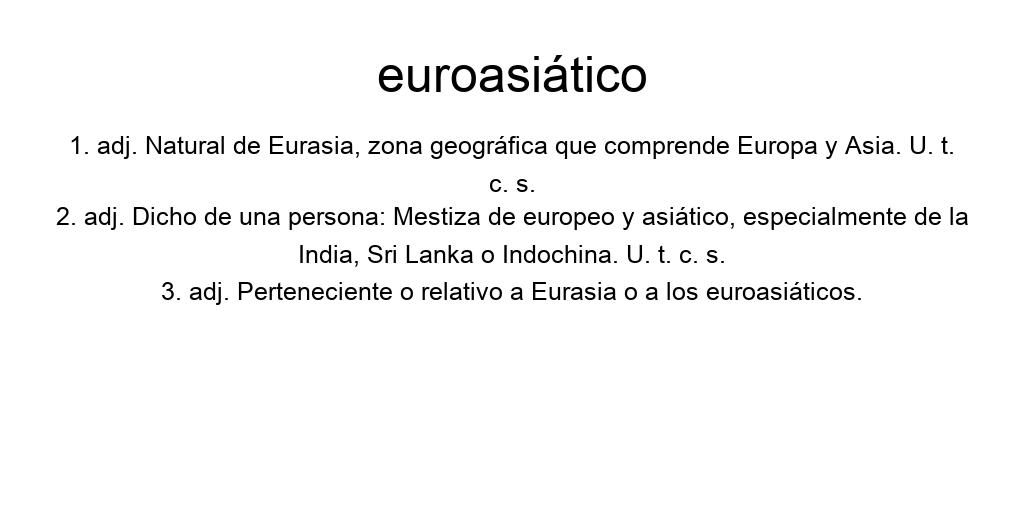 euroasiático
1. adj. Natural de Eurasia, zona geográfica que comprende Europa y Asia. U. t.
c. s.
2. adj. Dicho de una persona: Mestiza de europeo y asiático, especialmente de la
India, Sri Lanka o Indochina. U. t. c. s.
3. adj. Perteneciente o relativo a Eurasia o a los euroasiáticos.